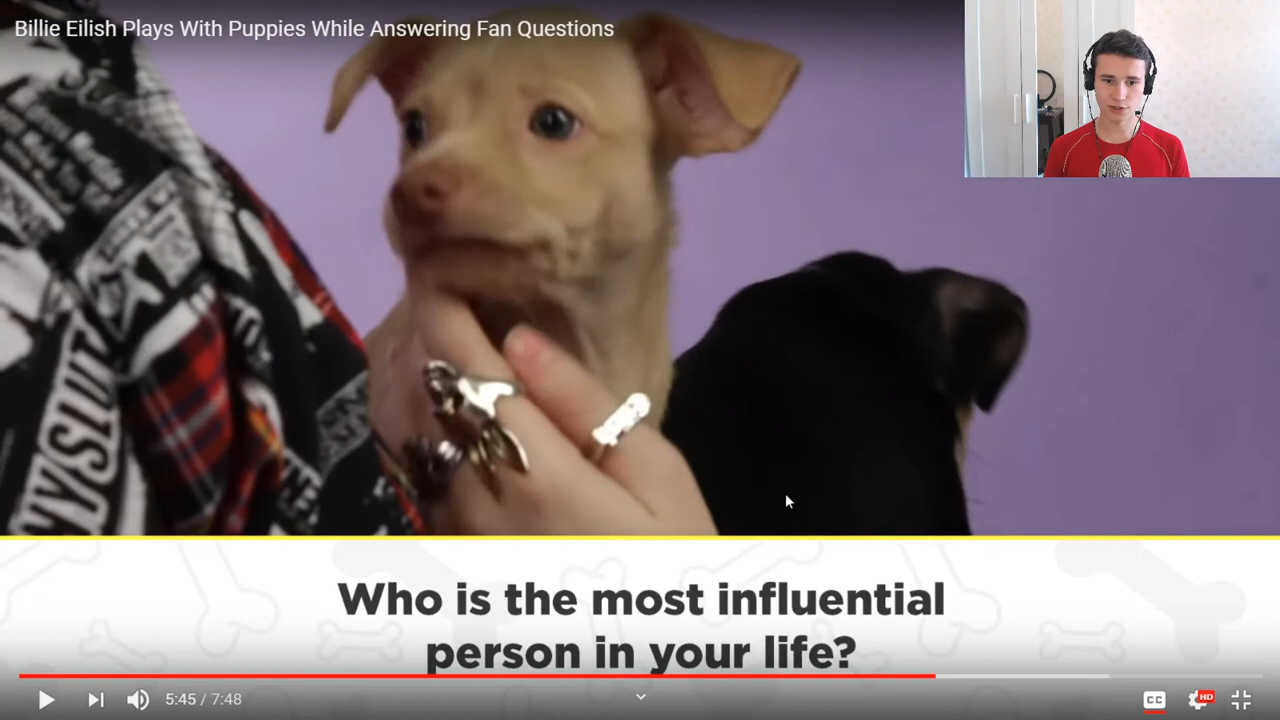 Billie Eilish Plays With Puppies While Answering Fan Questions
Who is the most influential
person in your life?
5:45 / 7:48
CC
HD